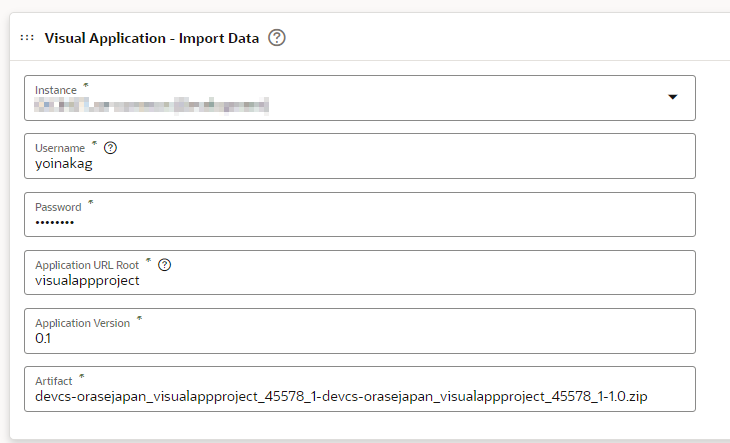 Visual Application - Import Data
Instance *
Username *
yoinakag
Password *
••••••••
Application URL Root *
visualappproject
Application Version *
0.1
Artifact *
devcs-orasejapan_visualappproject_45578_1-devcs-orasejapan_visualappproject_45578_1-1.0.zip